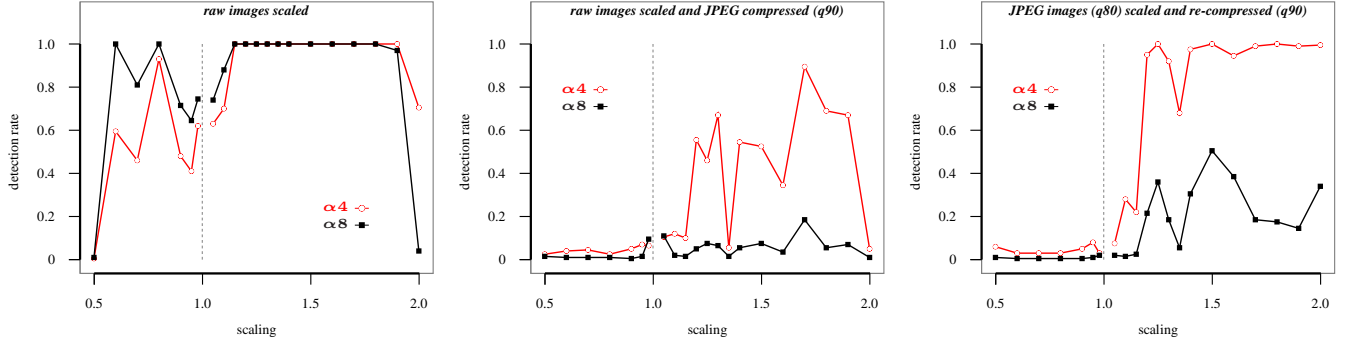 raw images scaled
detection rate
1.0
0.8
0.6
0.4
0.2
0
α4
α8
0.5
1.0
1.5
2.0
scaling
raw images scaled and JPEG compressed (q90)
detection rate
1.0
0.8
0.6
0.4
0.2
0
α4
α8
0.5
1.0
1.5
2.0
scaling
JPEG images (q80) scaled and re-compressed (q90)
detection rate
1.0
0.8
0.6
0.4
0.2
0
α4
α8
0.5
1.0
1.5
2.0
scaling